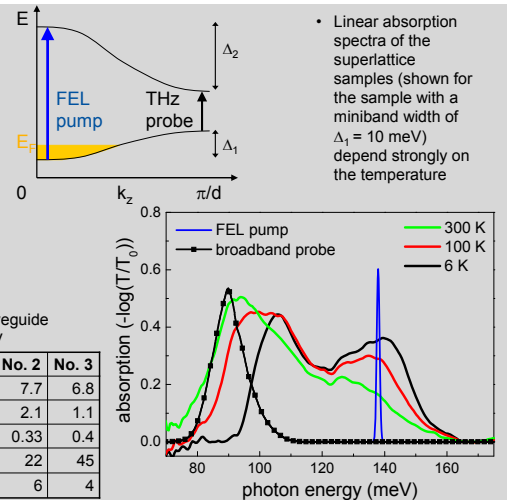 E
Δ2
FEL
pump
THz
probe
EF
Δ1
0
kz
π/d
• Linear absorption
spectra of the
superlattice
samples (shown for
the sample with a
miniband width of
Δ1 = 10 meV)
depend strongly on
the temperature
No. 2 No. 3
7.7 6.8
2.1 1.1
0.33 0.4
22 45
6 4
absorption (-log(T/T0))
0.8
0.6
0.4
0.2
0.0
FEL pump
broadband probe
300 K
100 K
6 K
80 100 120 140 160
photon energy (meV)